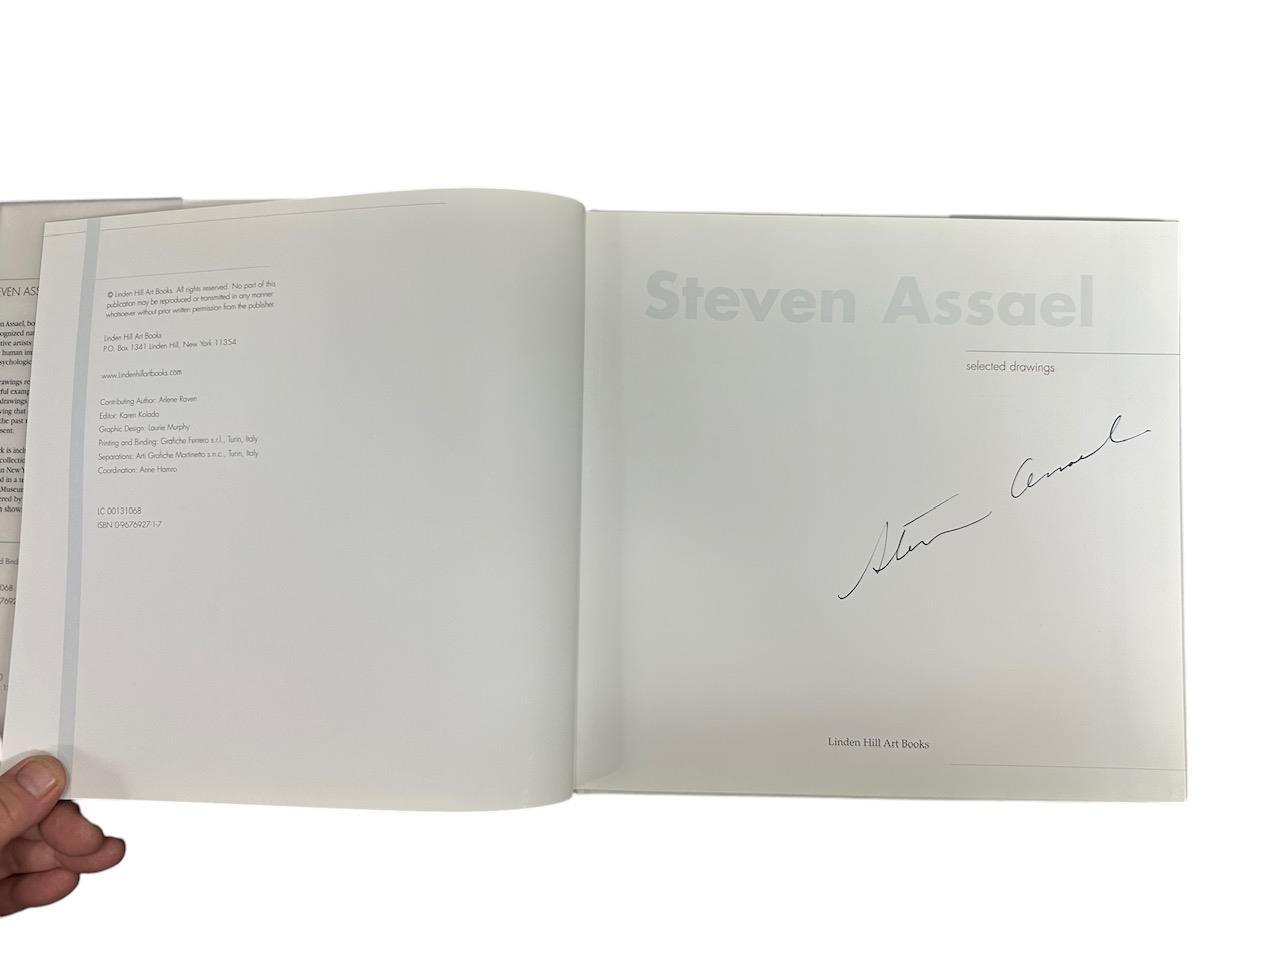 © Linden Hill Art Books. All rights reserved. No part of this
publication may be reproduced or transmitted in any manner
whatsoever without prior written permission from the publisher.
Linden Hill Art Books
P.O. Box 1341 Linden Hill, New York 11354
www.Lindenhillartbooks.com
Contributing Author: Arlene Raven
Editor: Karen Kolada
Graphic Design: Laurie Murphy
Printing and Binding: Grafiche Ferrero s.r.l., Turin, Italy
Separations: Arti Grafiche Martinetto s.n.c., Turin, Italy
Coordination: Anne Hamro
LC 00131068
ISBN 0-9676927-1-7
Steven Assael
selected drawings
Steven Assael
Linden Hill Art Books